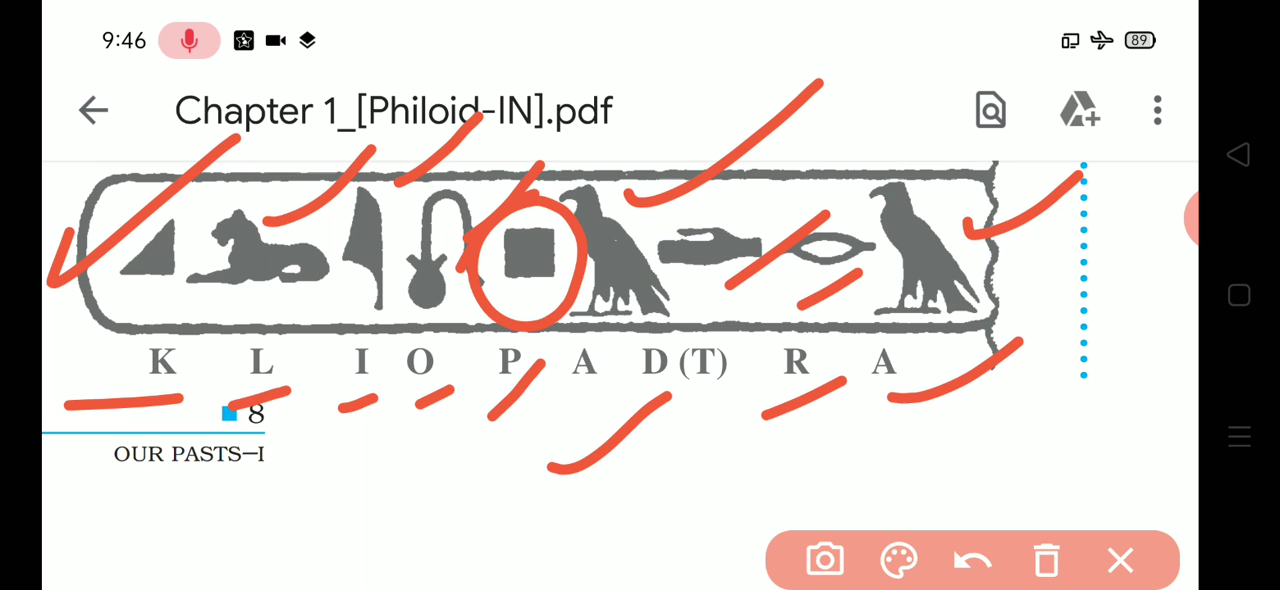 9:46 89
Chapter 1_[Philoid-IN].pdf
K L I O P A D (T) R A
8
OUR PASTS–I